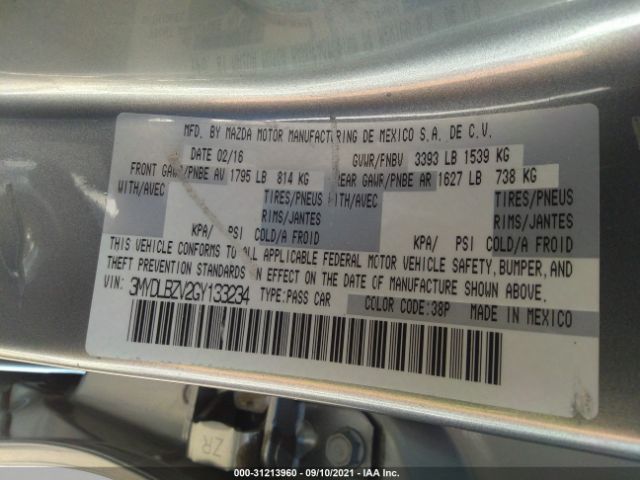 MFD. BY MAZDA MOTOR MANUFACTURING DE MEXICO S.A. DE C.V.
DATE 02/16 GVWR/FNBV 3393 LB 1539 KG
FRONT GAWR/PNBE AV 1795 LB 814 KG REAR GAWR/PNBE AR 1627 LB 738 KG
WITH/AVEC TIRES/PNEUS WITH/AVEC TIRES/PNEUS
RIMS/JANTES RIMS/JANTES
KPA/ PSI COLD/A FROID KPA/ PSI COLD/A FROID
THIS VEHICLE CONFORMS TO ALL APPLICABLE FEDERAL MOTOR VEHICLE SAFETY, BUMPER, AND
THEFT PREVENTION STANDARDS IN EFFECT ON THE DATE OF MANUFACTURE SHOWN ABOVE.
VIN: 3MYDLBZV2GY133234 TYPE:PASS CAR COLOR CODE:38P MADE IN MEXICO
ZR
000-31213960 - 09/10/2021 - IAA Inc.